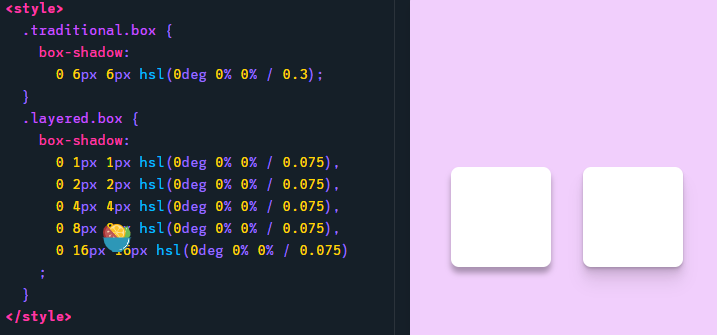 <style>
.traditional.box {
box-shadow:
0 6px 6px hsl(0deg 0% 0% / 0.3);
}
.layered.box {
box-shadow:
0 1px 1px hsl(0deg 0% 0% / 0.075),
0 2px 2px hsl(0deg 0% 0% / 0.075),
0 4px 4px hsl(0deg 0% 0% / 0.075),
0 8px hsl(0deg 0% 0% / 0.075),
0 16px 16px hsl(0deg 0% 0% / 0.075)
;
}
</style>